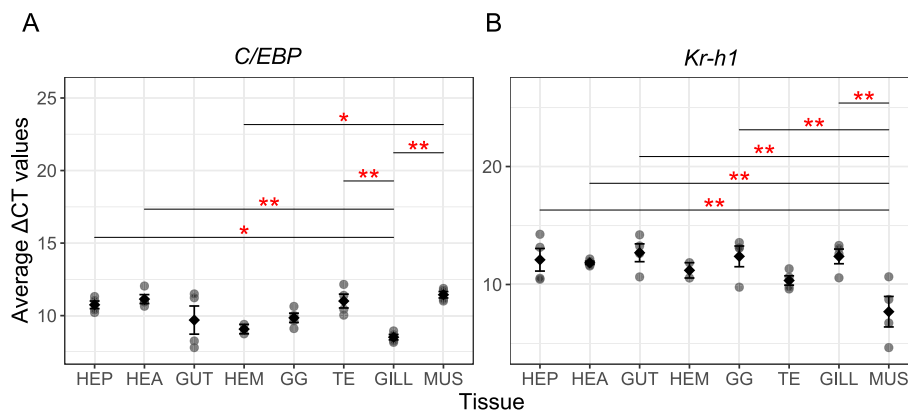 A
B
C/EBP
Kr-h1
Average ΔCT values
25
20
15
10
*
**
**
**
*
20
10
**
**
**
**
**
HEP HEA GUT HEM GG TE GILL MUS
HEP HEA GUT HEM GG TE GILL MUS
Tissue